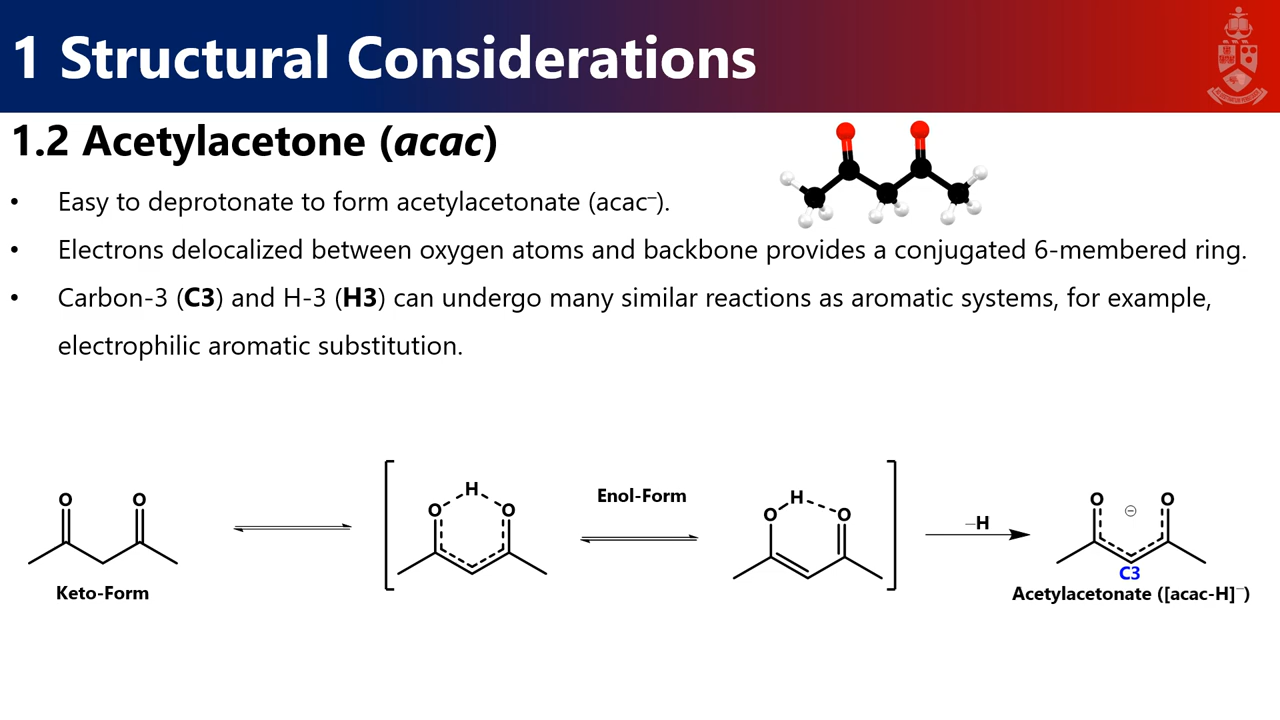 1 Structural Considerations
1.2 Acetylacetone (acac)
• Easy to deprotonate to form acetylacetonate (acac⁻).
• Electrons delocalized between oxygen atoms and backbone provides a conjugated 6-membered ring.
• Carbon-3 (C3) and H-3 (H3) can undergo many similar reactions as aromatic systems, for example,
electrophilic aromatic substitution.
O O
Keto-Form
H
O O
Enol-Form
H
O O
–H
O O
⊖
C3
Acetylacetonate ([acac-H]⁻)